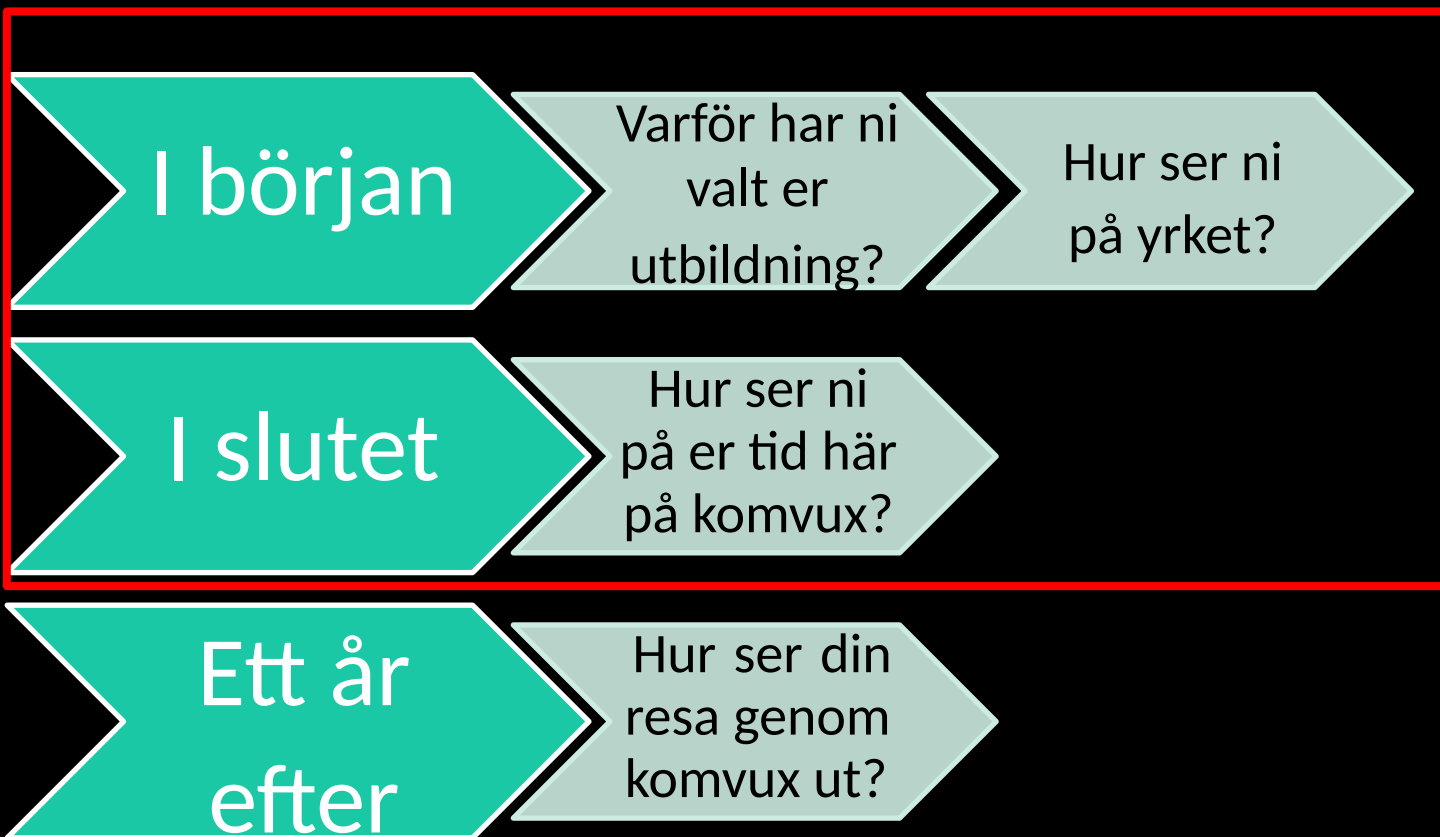 I början
Varför har ni
valt er
utbildning?
Hur ser ni
på yrket?
I slutet
Hur ser ni
på er tid här
på komvux?
Ett år
efter
Hur ser din
resa genom
komvux ut?